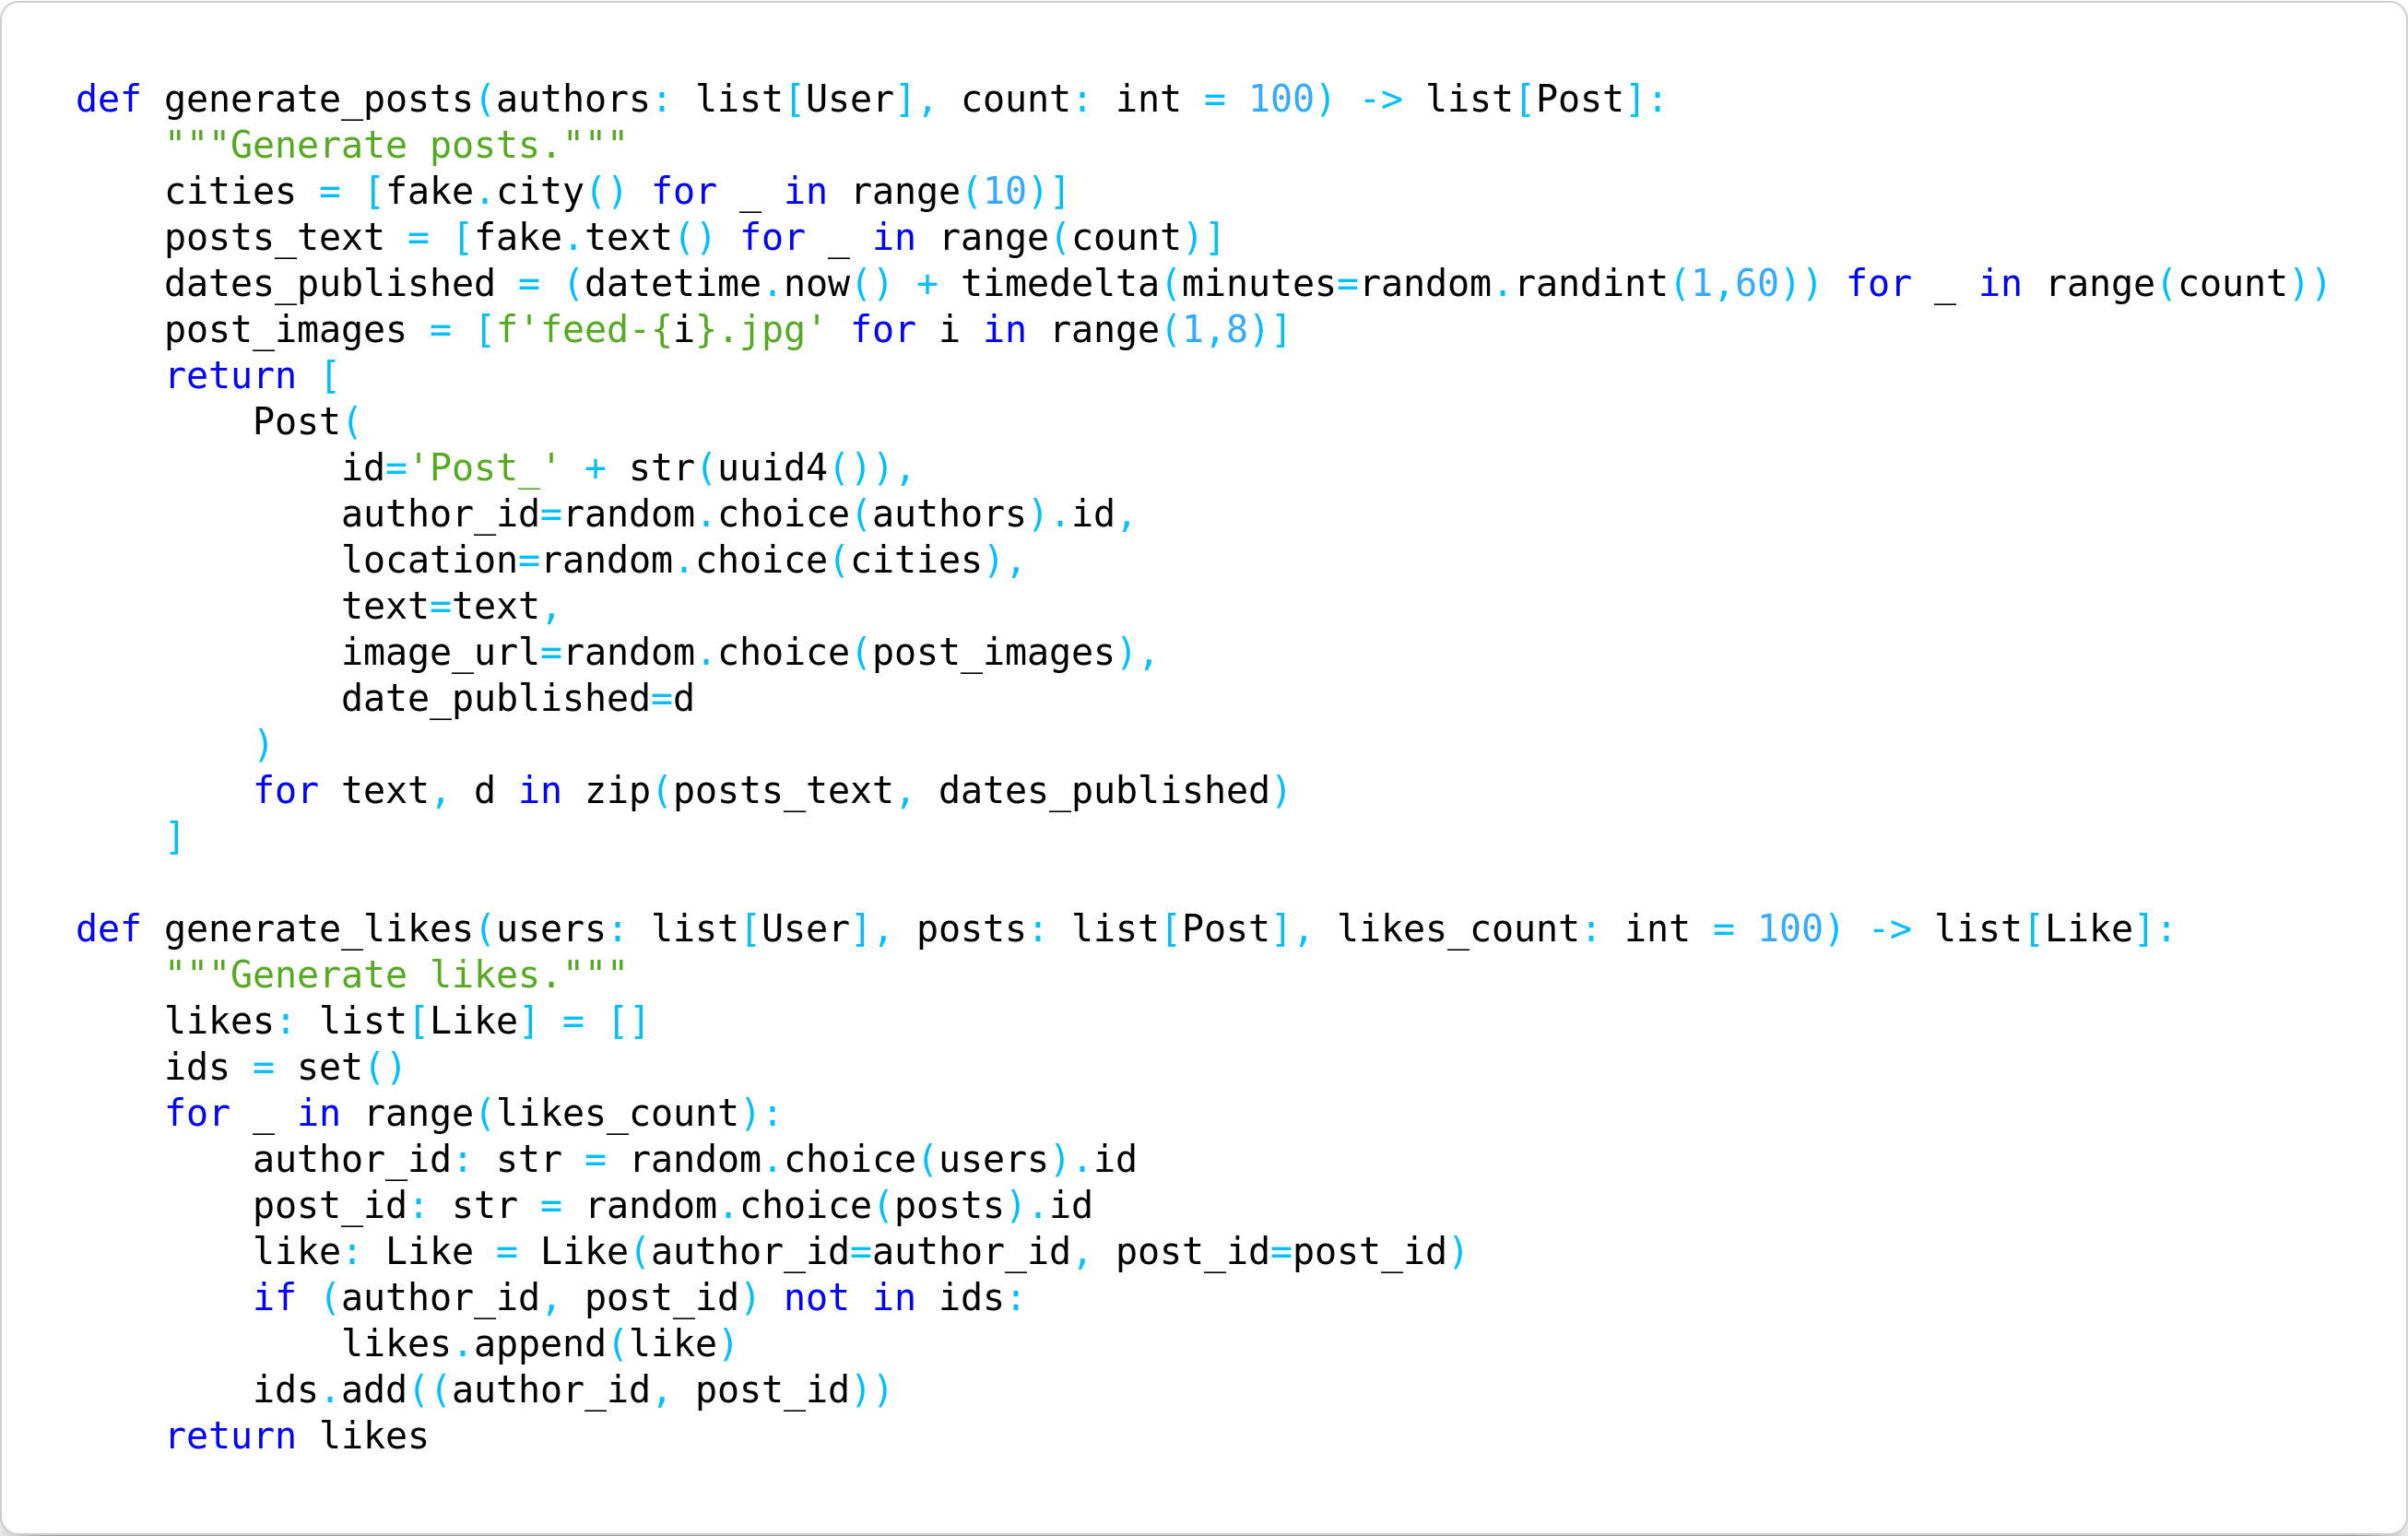 def generate_posts(authors: list[User], count: int = 100) -> list[Post]:
    """Generate posts."""
    cities = [fake.city() for _ in range(10)]
    posts_text = [fake.text() for _ in range(count)]
    dates_published = (datetime.now() + timedelta(minutes=random.randint(1,60)) for _ in range(count))
    post_images = [f'feed-{i}.jpg' for i in range(1,8)]
    return [
        Post(
            id='Post_' + str(uuid4()),
            author_id=random.choice(authors).id,
            location=random.choice(cities),
            text=text,
            image_url=random.choice(post_images),
            date_published=d
        )
        for text, d in zip(posts_text, dates_published)
    ]

def generate_likes(users: list[User], posts: list[Post], likes_count: int = 100) -> list[Like]:
    """Generate likes."""
    likes: list[Like] = []
    ids = set()
    for _ in range(likes_count):
        author_id: str = random.choice(users).id
        post_id: str = random.choice(posts).id
        like: Like = Like(author_id=author_id, post_id=post_id)
        if (author_id, post_id) not in ids:
            likes.append(like)
        ids.add((author_id, post_id))
    return likes